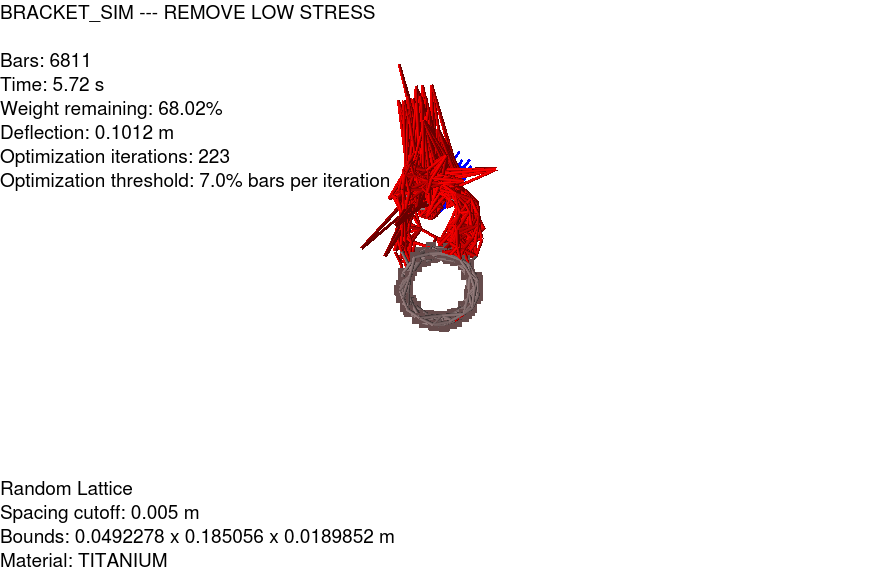 BRACKET_SIM --- REMOVE LOW STRESS
Bars: 6811
Time: 5.72 s
Weight remaining: 68.02%
Deflection: 0.1012 m
Optimization iterations: 223
Optimization threshold: 7.0% bars per iteration
Random Lattice
Spacing cutoff: 0.005 m
Bounds: 0.0492278 x 0.185056 x 0.0189852 m
Material: TITANIUM